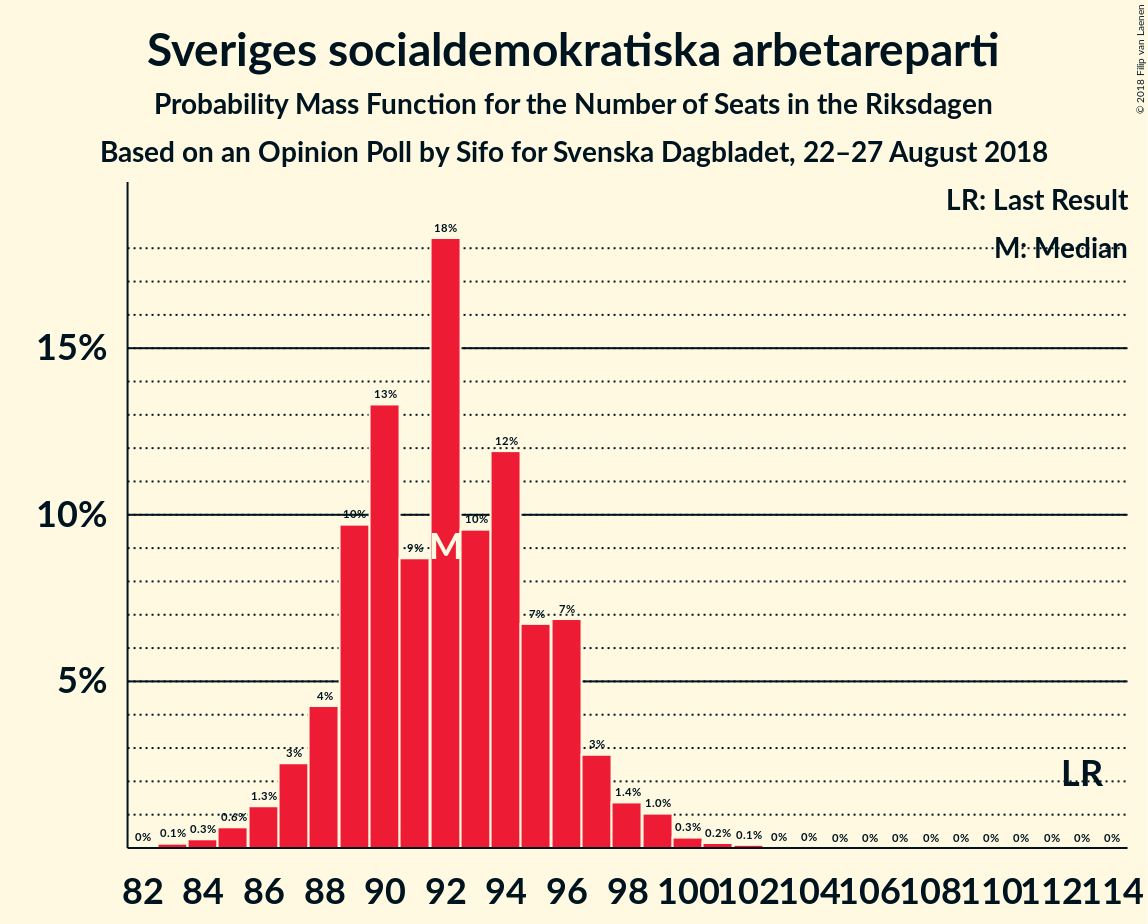 Sveriges socialdemokratiska arbetareparti
Probability Mass Function for the Number of Seats in the Riksdagen
Based on an Opinion Poll by Sifo for Svenska Dagbladet, 22–27 August 2018
© 2018 Filip van Laenen
LR: Last Result
M: Median
15%
10%
5%
0% 0.1% 0.3% 0.6% 1.3% 3% 4% 10% 13% 9% 18% 10% 12% 7% 7% 3% 1.4% 1.0% 0.3% 0.2% 0.1% 0% 0% 0% 0% 0% 0% 0% 0% 0% 0% 0% 0%
M
LR
82 84 86 88 90 92 94 96 98 100 102 104 106 108 110 112 114